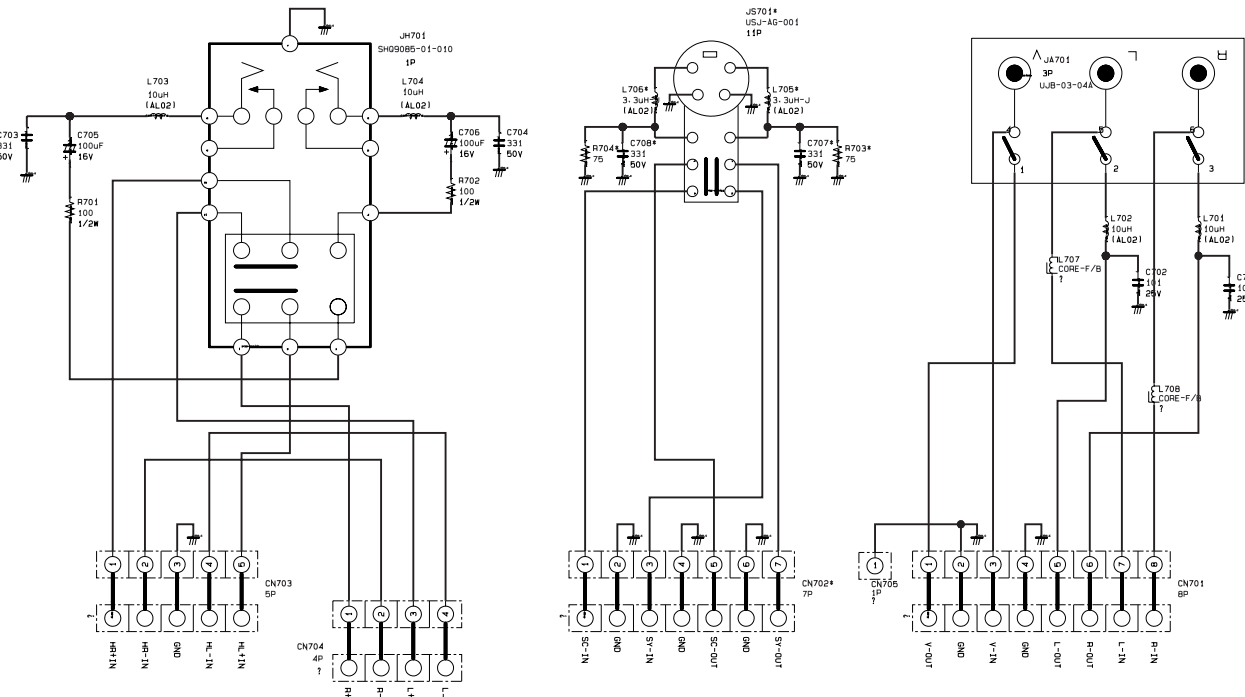 JH701
SHQ9085-01-010
1P
L703
10uH
(AL02)
L704
10uH
(AL02)
C703
331
50V
C705
100uF
16V
+
C706
100uF
16V
+
C704
331
50V
R701
100
1/2W
R702
100
1/2W
1
2
3
4
5
CN703
5P
?
HR+IN
HR-IN
GND
HL-IN
HL+IN
1
2
3
4
CN704
4P
?
R+
R-
L+
L-
JS701*
USJ-AG-001
11P
L706*
3.3uH-J
(AL02)
L705*
3.3uH-J
(AL02)
R704*
75
C708*
331
50V
C707*
331
50V
R703*
75
1
2
3
4
5
6
7
CN702*
7P
?
SC-IN
GND
SY-IN
GND
SC-OUT
GND
SY-OUT
V
L
R
JA701
3P
UJB-03-04A
4
5
6
1
2
3
L702
10uH
(AL02)
L701
10uH
(AL02)
L707
CORE-F/B
?
C702
101
25V
L708
CORE-F/B
?
1
CN705
1P
?
1
2
3
4
5
6
7
8
CN701
8P
?
V-OUT
GND
V-IN
GND
L-OUT
R-OUT
L-IN
R-IN